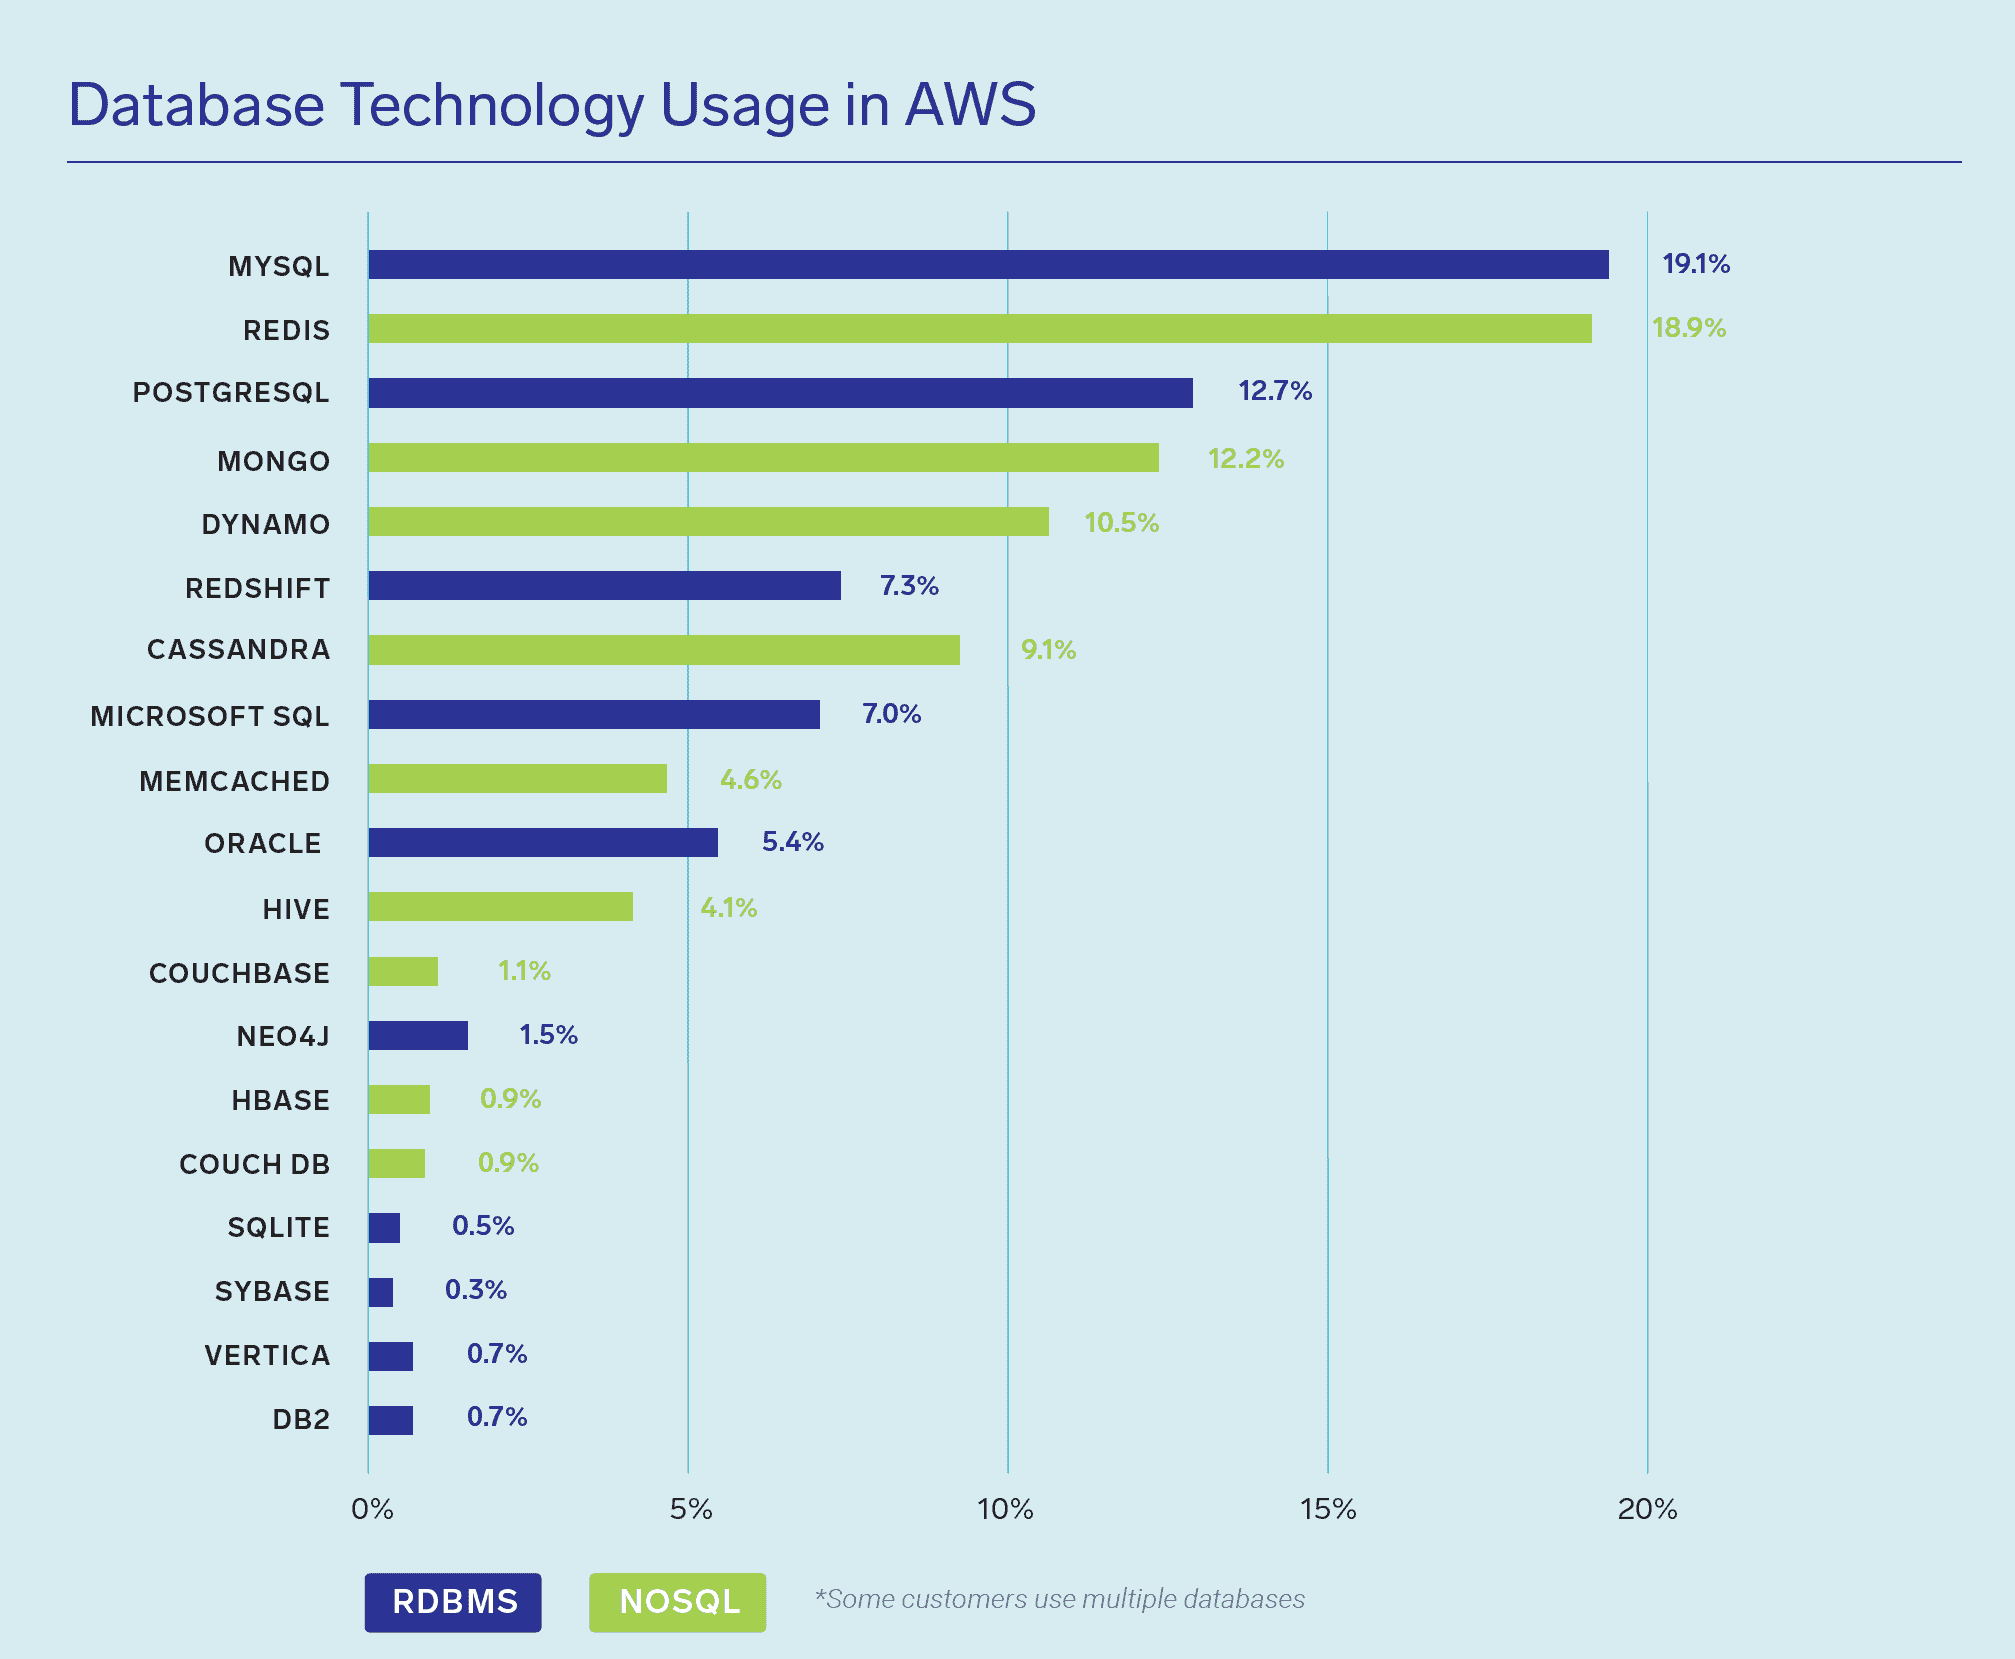 Database Technology Usage in AWS
MYSQL 19.1%
REDIS 18.9%
POSTGRESQL 12.7%
MONGO 12.2%
DYNAMO 10.5%
REDSHIFT 7.3%
CASSANDRA 9.1%
MICROSOFT SQL 7.0%
MEMCACHED 4.6%
ORACLE 5.4%
HIVE 4.1%
COUCHBASE 1.1%
NEO4J 1.5%
HBASE 0.9%
COUCH DB 0.9%
SQLITE 0.5%
SYBASE 0.3%
VERTICA 0.7%
DB2 0.7%
0% 5% 10% 15% 20%
RDBMS NOSQL *Some customers use multiple databases